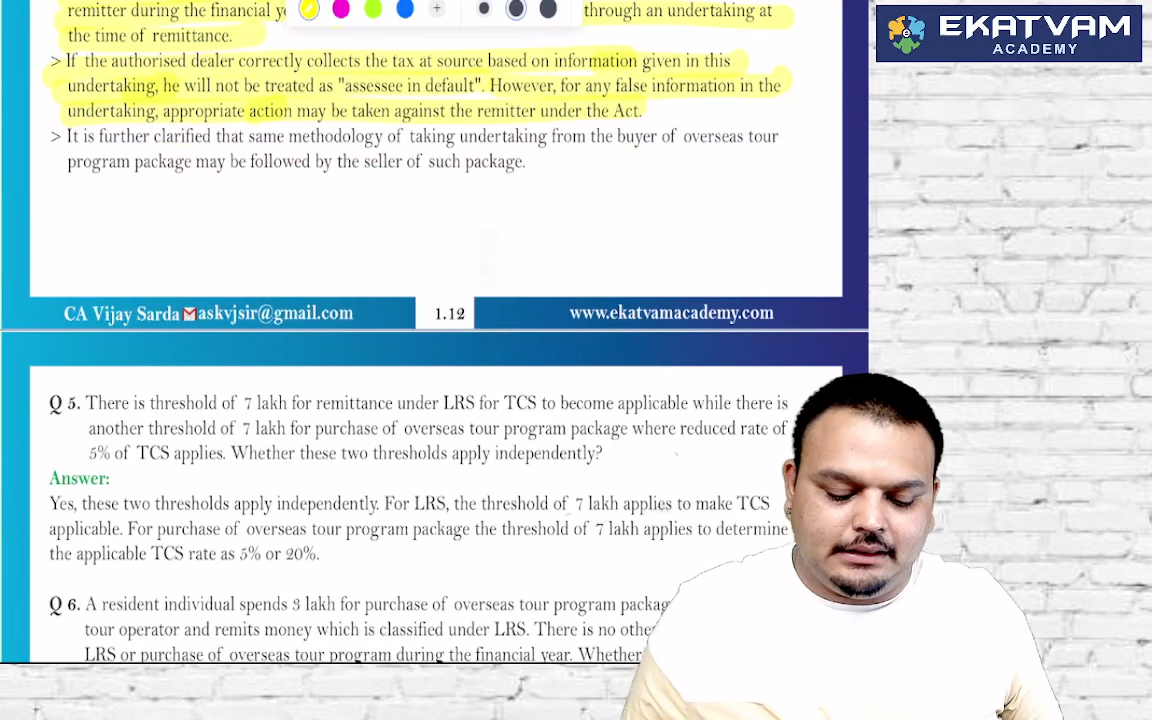 remitter during the financial ye through an undertaking at
the time of remittance.
> If the authorised dealer correctly collects the tax at source based on information given in this
undertaking, he will not be treated as "assessee in default". However, for any false information in the
undertaking, appropriate action may be taken against the remitter under the Act.
> It is further clarified that same methodology of taking undertaking from the buyer of overseas tour
program package may be followed by the seller of such package.
EKATVAM
ACADEMY
CA Vijay Sarda askvjsir@gmail.com 1.12 www.ekatvamacademy.com
Q 5. There is threshold of 7 lakh for remittance under LRS for TCS to become applicable while there is
another threshold of 7 lakh for purchase of overseas tour program package where reduced rate of
5% of TCS applies. Whether these two thresholds apply independently?
Answer:
Yes, these two thresholds apply independently. For LRS, the threshold of 7 lakh applies to make TCS
applicable. For purchase of overseas tour program package the threshold of 7 lakh applies to determine
the applicable TCS rate as 5% or 20%.
Q 6. A resident individual spends 3 lakh for purchase of overseas tour program packag
tour operator and remits money which is classified under LRS. There is no othe
LRS or purchase of overseas tour program during the financial year. Whether